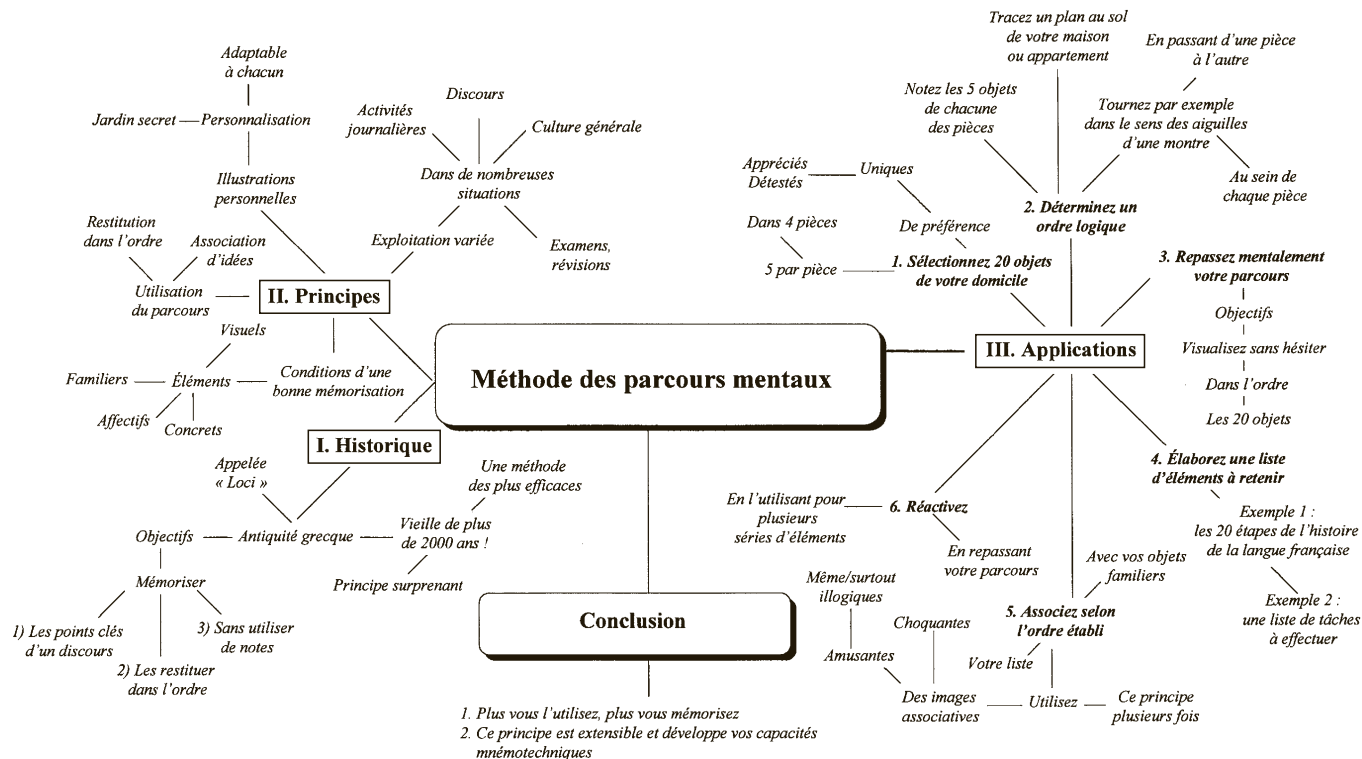 Méthode des parcours mentaux
I. Historique
Antiquité grecque
Appelée
« Loci »
Objectifs
Mémoriser
1) Les points clés
d'un discours
2) Les restituer
dans l'ordre
3) Sans utiliser
de notes
Vieille de plus
de 2000 ans !
Une méthode
des plus efficaces
Principe surprenant
II. Principes
Conditions d'une
bonne mémorisation
Éléments
Visuels
Familiers
Affectifs
Concrets
Utilisation
du parcours
Restitution
dans l'ordre
Association
d'idées
Illustrations
personnelles
Personnalisation
Jardin secret
Adaptable
à chacun
Exploitation variée
Dans de nombreuses
situations
Activités
journalières
Discours
Culture générale
Examens,
révisions
III. Applications
1. Sélectionnez 20 objets
de votre domicile
5 par pièce
Dans 4 pièces
De préférence
Uniques
Appréciés
Détestés
2. Déterminez un
ordre logique
Notez les 5 objets
de chacune
des pièces
Tracez un plan au sol
de votre maison
ou appartement
Tournez par exemple
dans le sens des aiguilles
d'une montre
En passant d'une pièce
à l'autre
Au sein de
chaque pièce
3. Repassez mentalement
votre parcours
Objectifs
Visualisez sans hésiter
Dans l'ordre
Les 20 objets
4. Élaborez une liste
d'éléments à retenir
Exemple 1 :
les 20 étapes de l'histoire
de la langue française
Exemple 2 :
une liste de tâches
à effectuer
5. Associez selon
l'ordre établi
Avec vos objets
familiers
Votre liste
Utilisez
Ce principe
plusieurs fois
Des images
associatives
Choquantes
Amusantes
Même/surtout
illogiques
6. Réactivez
En l'utilisant pour
plusieurs
séries d'éléments
En repassant
votre parcours
Conclusion
1. Plus vous l'utilisez, plus vous mémorisez
2. Ce principe est extensible et développe vos capacités
mnémotechniques